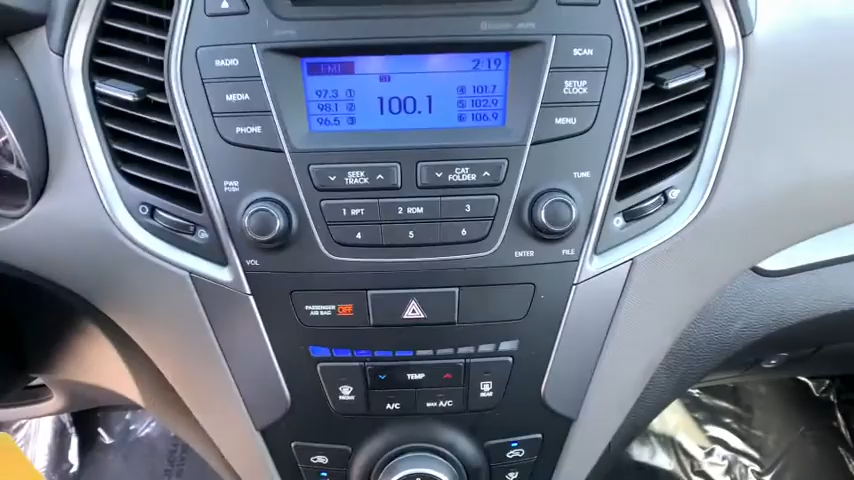 FM1 2:19
RADIO
MEDIA
PHONE
97.3 1
98.1 2
96.5 3
100.1
4 101.7
5 102.9
6 106.9
SCAN
SETUP
CLOCK
MENU
PWR
PUSH
SEEK
TRACK
CAT
FOLDER
TUNE
1 RPT 2 RDM 3
4 5 6
VOL
ENTER FILE
PASSENGER
AIR BAG OFF
TEMP
FRONT
A/C MAX A/C
REAR